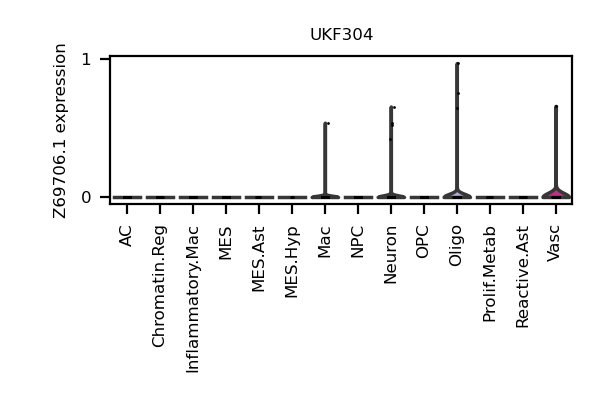 UKF304
Z69706.1 expression
1
0
AC
Chromatin.Reg
Inflammatory.Mac
MES
MES.Ast
MES.Hyp
Mac
NPC
Neuron
OPC
Oligo
Prolif.Metab
Reactive.Ast
Vasc